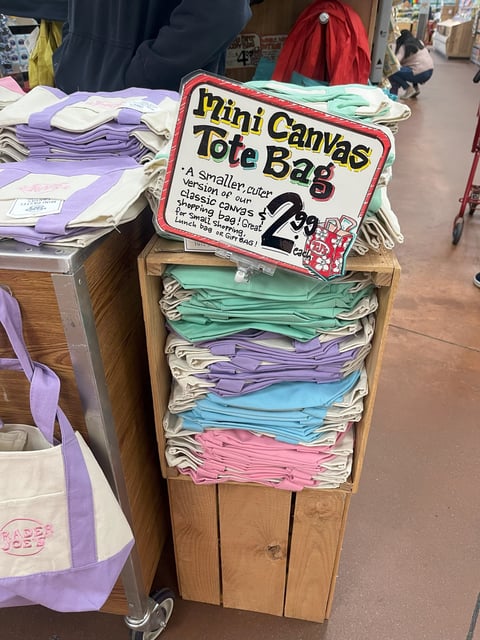 Mini Canvas
Tote Bag
• A smaller, cuter
version of our
classic canvas
shopping bag! Great
for small shopping,
Lunch bag or Gift Bag!
$2.99
each
TRADER
JOE'S